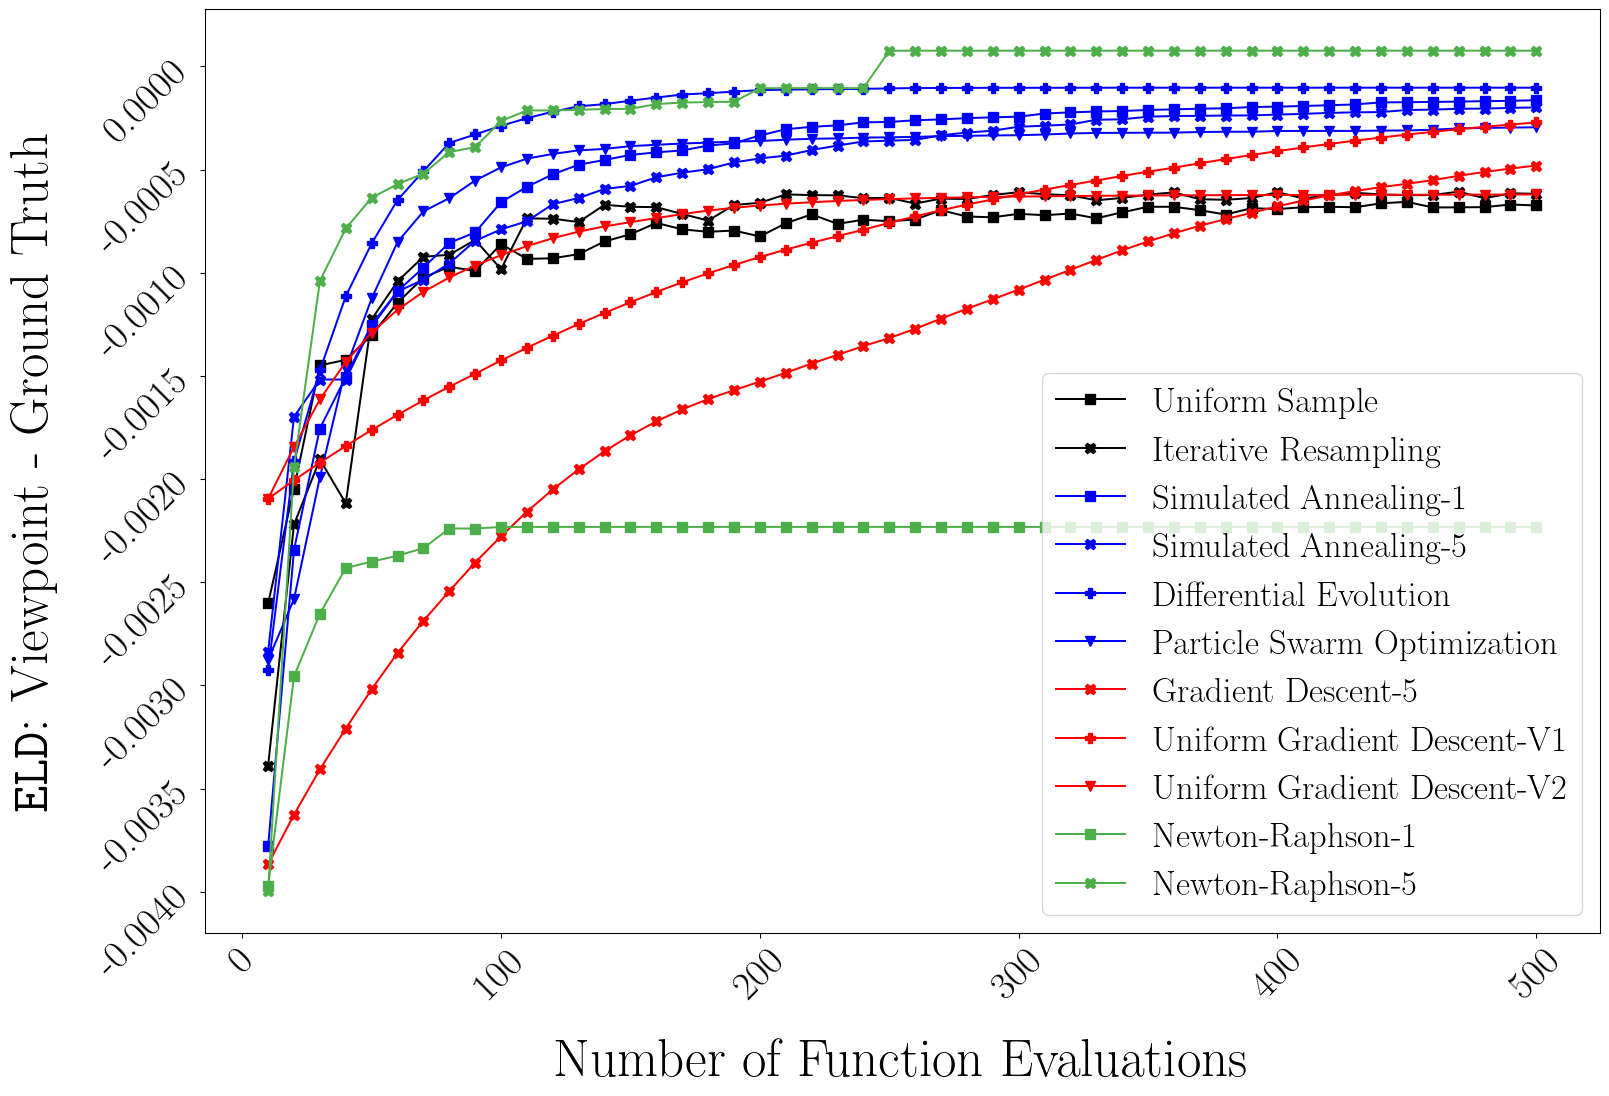 ELD: Viewpoint - Ground Truth
0.0000
-0.0005
-0.0010
-0.0015
-0.0020
-0.0025
-0.0030
-0.0035
-0.0040
Uniform Sample
Iterative Resampling
Simulated Annealing-1
Simulated Annealing-5
Differential Evolution
Particle Swarm Optimization
Gradient Descent-5
Uniform Gradient Descent-V1
Uniform Gradient Descent-V2
Newton-Raphson-1
Newton-Raphson-5
0 100 200 300 400 500
Number of Function Evaluations